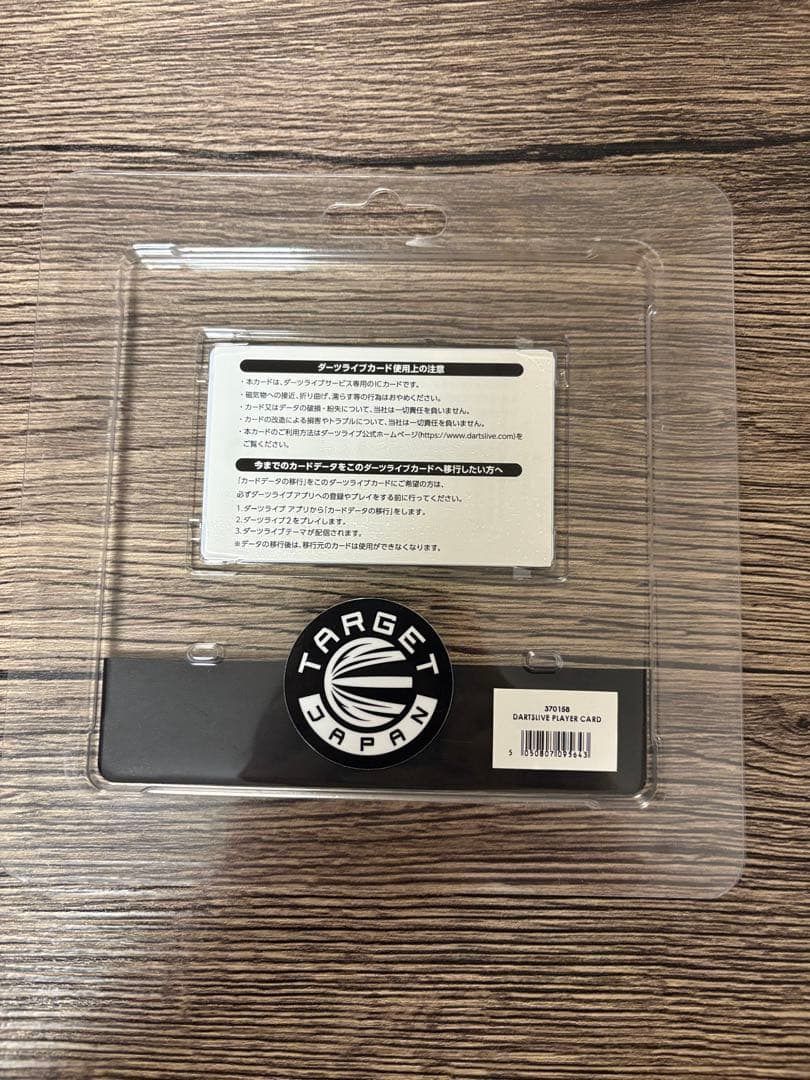 ダーツライブカード使用上の注意
・本カードは、ダーツライブサービス専用のICカードです。
・磁気物への接近、折り曲げ、濡らす等の行為はおやめください。
・カード又はデータの破損・紛失について、当社は一切責任を負いません。
・カードの改造による損害やトラブルについて、当社は一切責任を負いません。
・本カードのご利用方法はダーツライブ公式ホームページ(https://www.dartslive.com)を
ご覧ください。
今までのカードデータをこのダーツライブカードへ移行したい方へ
「カードデータの移行」をこのダーツライブカードにご希望の方は、
必ずダーツライブアプリへの登録やプレイをする前に行ってください。
1.ダーツライブ アプリから「カードデータの移行」をします。
2.ダーツライブ2をプレイします。
3.ダーツライブテーマが配信されます。
※データの移行後は、移行元のカードは使用ができなくなります。
TARGET
JAPAN
370158
DARTSLIVE PLAYER CARD
5 050807 095643